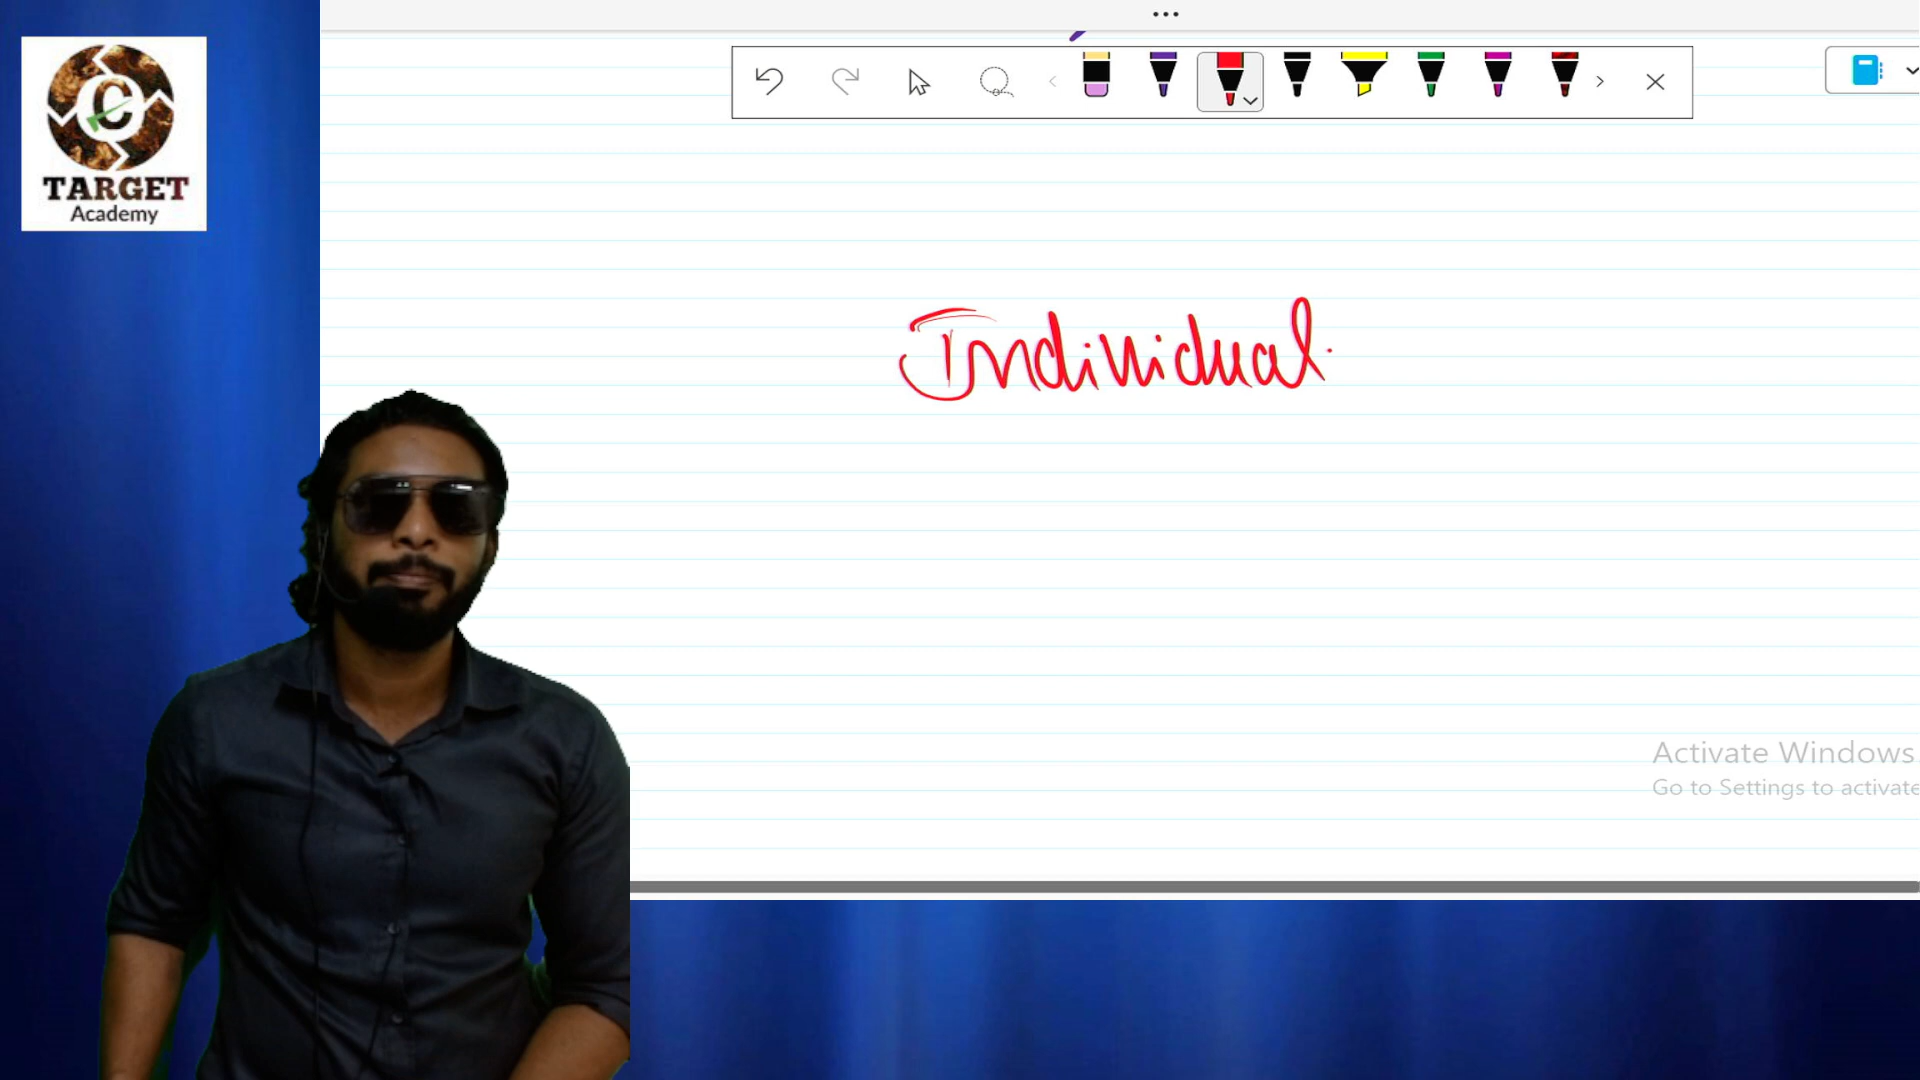 C
TARGET
Academy
Individual.
Activate Windows
Go to Settings to activate